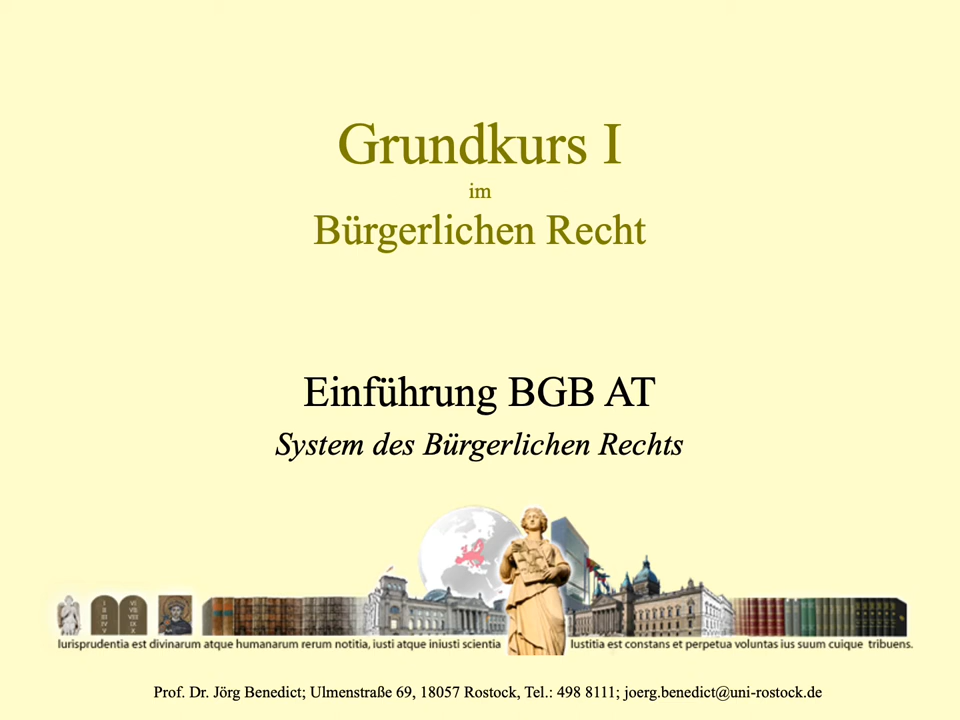 Grundkurs I
im
Bürgerlichen Recht
Einführung BGB AT
System des Bürgerlichen Rechts
Iurisprudentia est divinarum atque humanarum rerum notitia, iusti atque iniusti scientia
Iustitia est constans et perpetua voluntas ius suum cuique tribuens.
Prof. Dr. Jörg Benedict; Ulmenstraße 69, 18057 Rostock, Tel.: 498 8111; joerg.benedict@uni-rostock.de